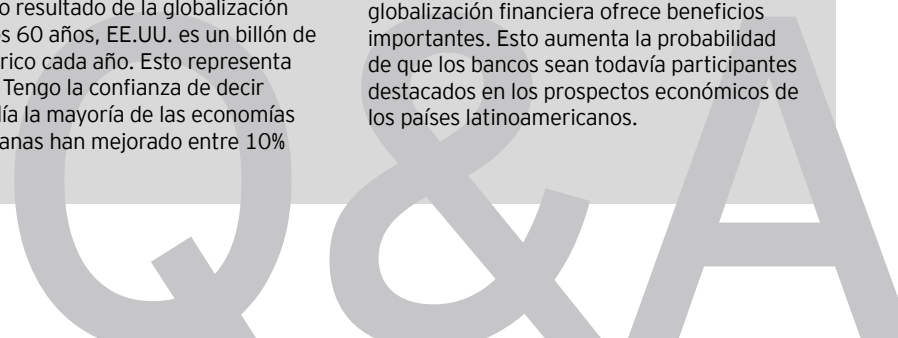 o resultado de la globalización
s 60 años, EE.UU. es un billón de
rico cada año. Esto representa
Tengo la confianza de decir
ía la mayoría de las economías
anas han mejorado entre 10%
globalización financiera ofrece beneficios
importantes. Esto aumenta la probabilidad
de que los bancos sean todavía participantes
destacados en los prospectos económicos de
los países latinoamericanos.
Q&A